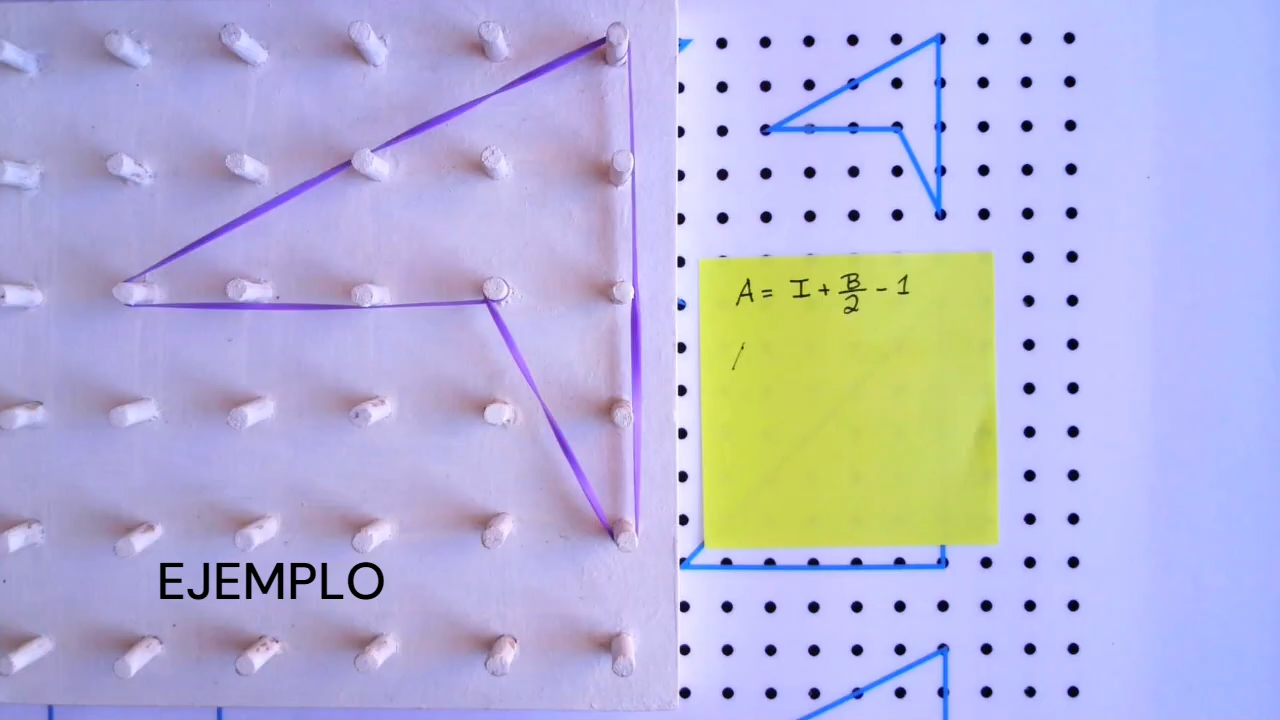 A = I + B/2 - 1
EJEMPLO